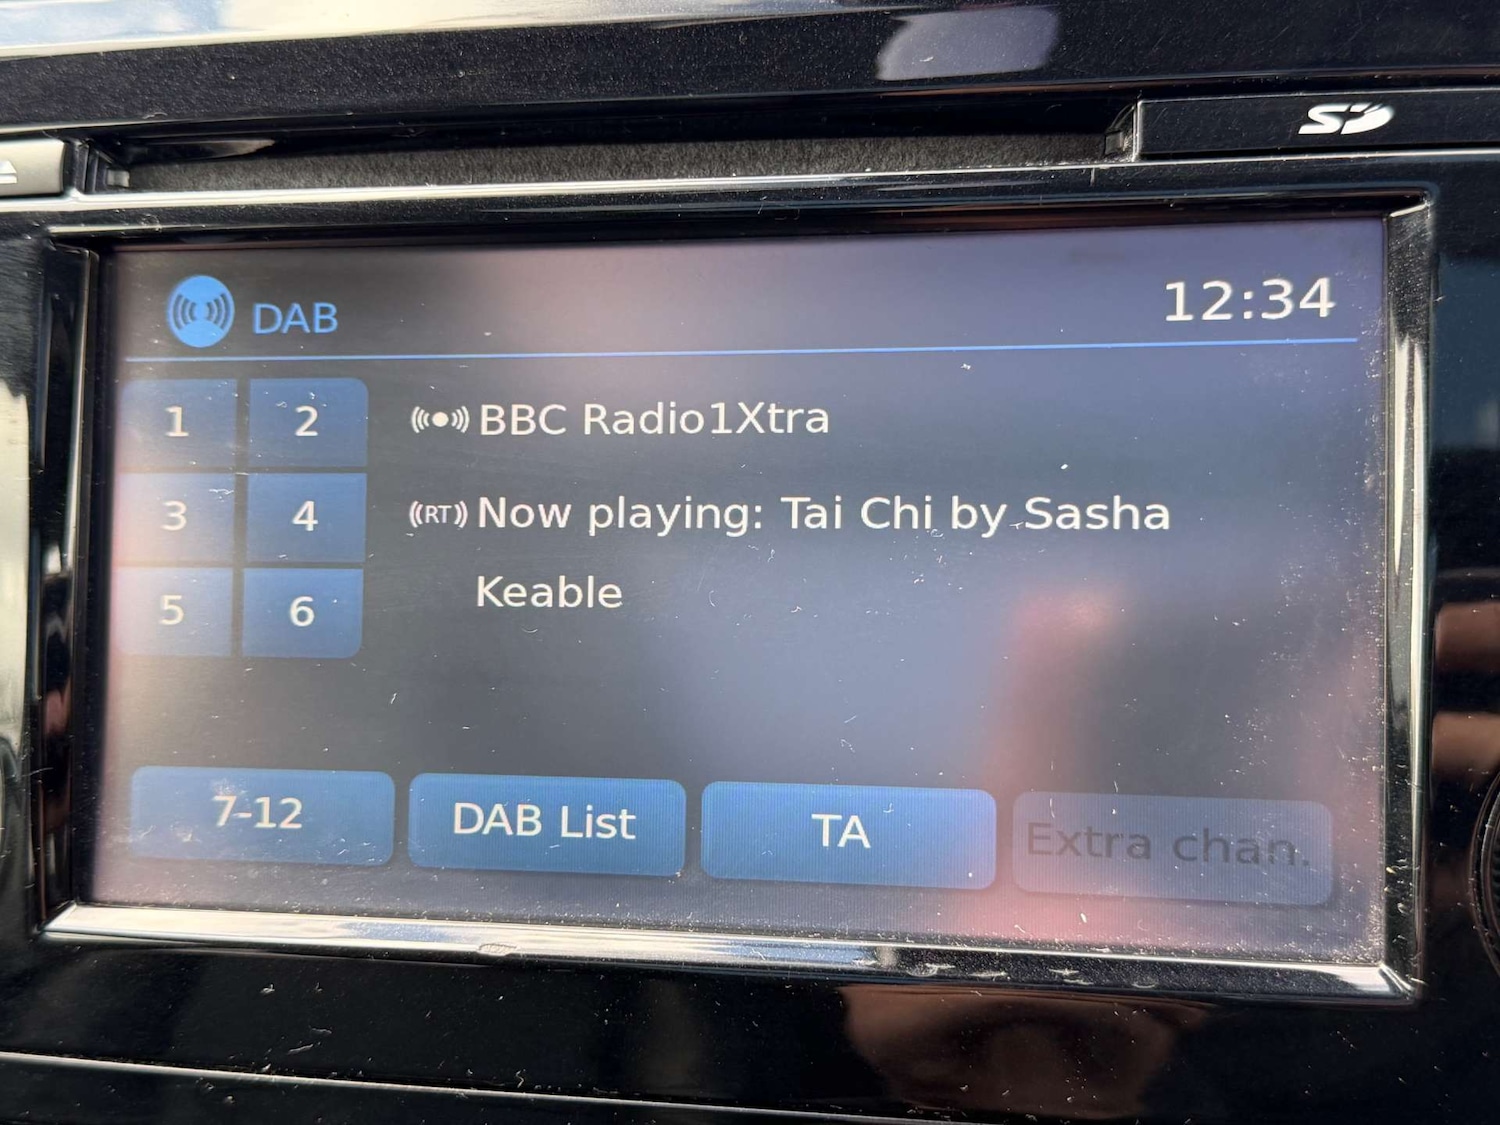 SD
DAB
12:34
1 2
BBC Radio1Xtra
3 4
RT Now playing: Tai Chi by Sasha
Keable
5 6
7-12
DAB List
TA
Extra chan.